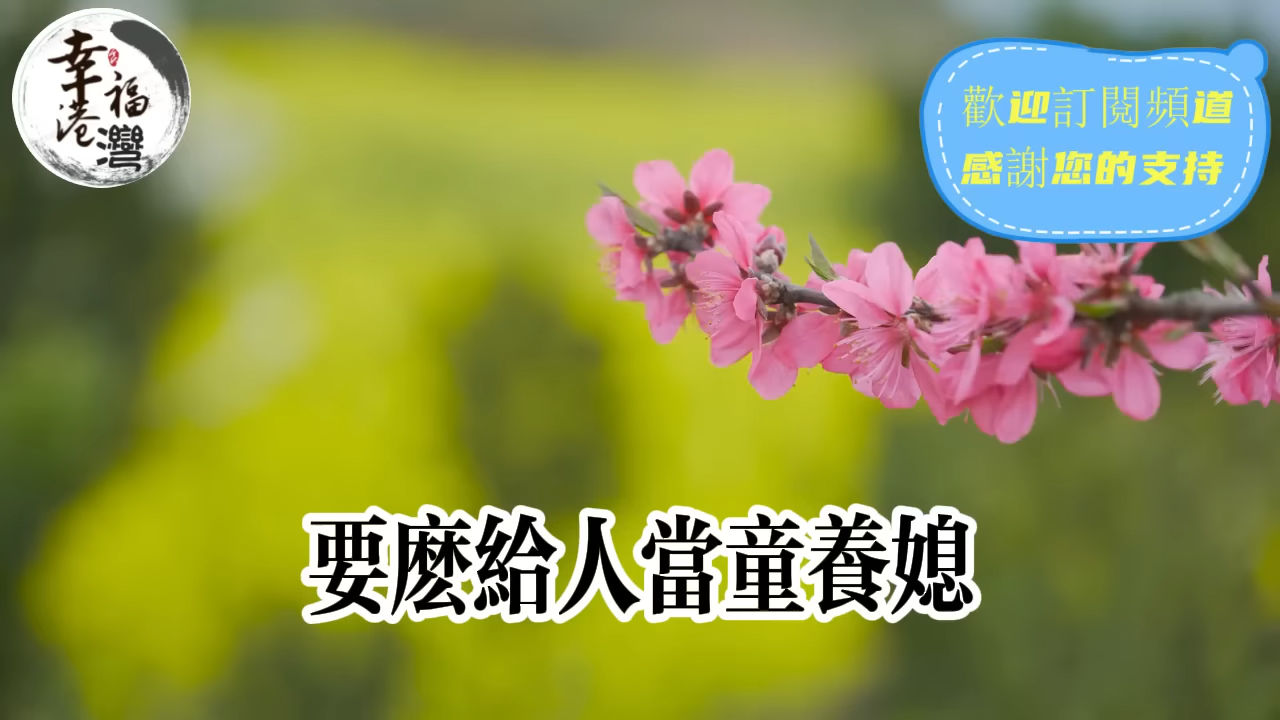 幸福
港灣
歡迎訂閱頻道
感謝您的支持
要麽給人當童養媳